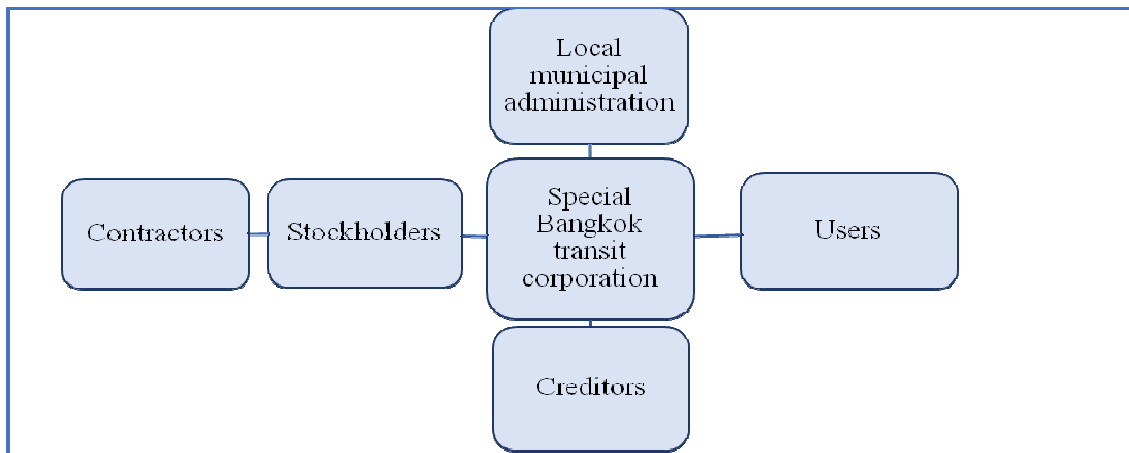 Local
municipal
administration
Contractors
Stockholders
Special
Bangkok
transit
corporation
Users
Creditors